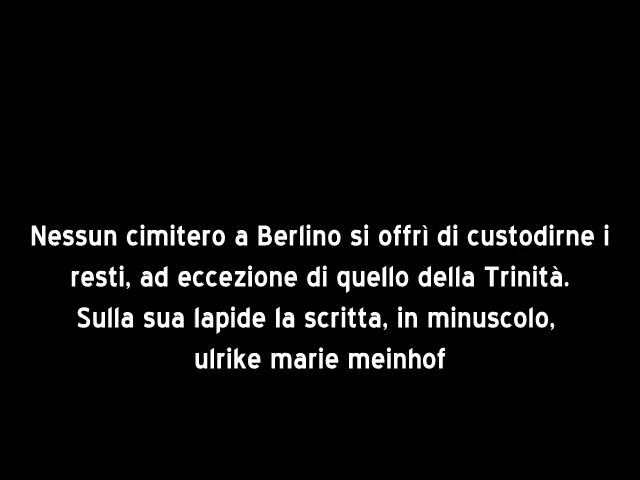 Nessun cimitero a Berlino si offrì di custodirne i
resti, ad eccezione di quello della Trinità.
Sulla sua lapide la scritta, in minuscolo,
ulrike marie meinhof